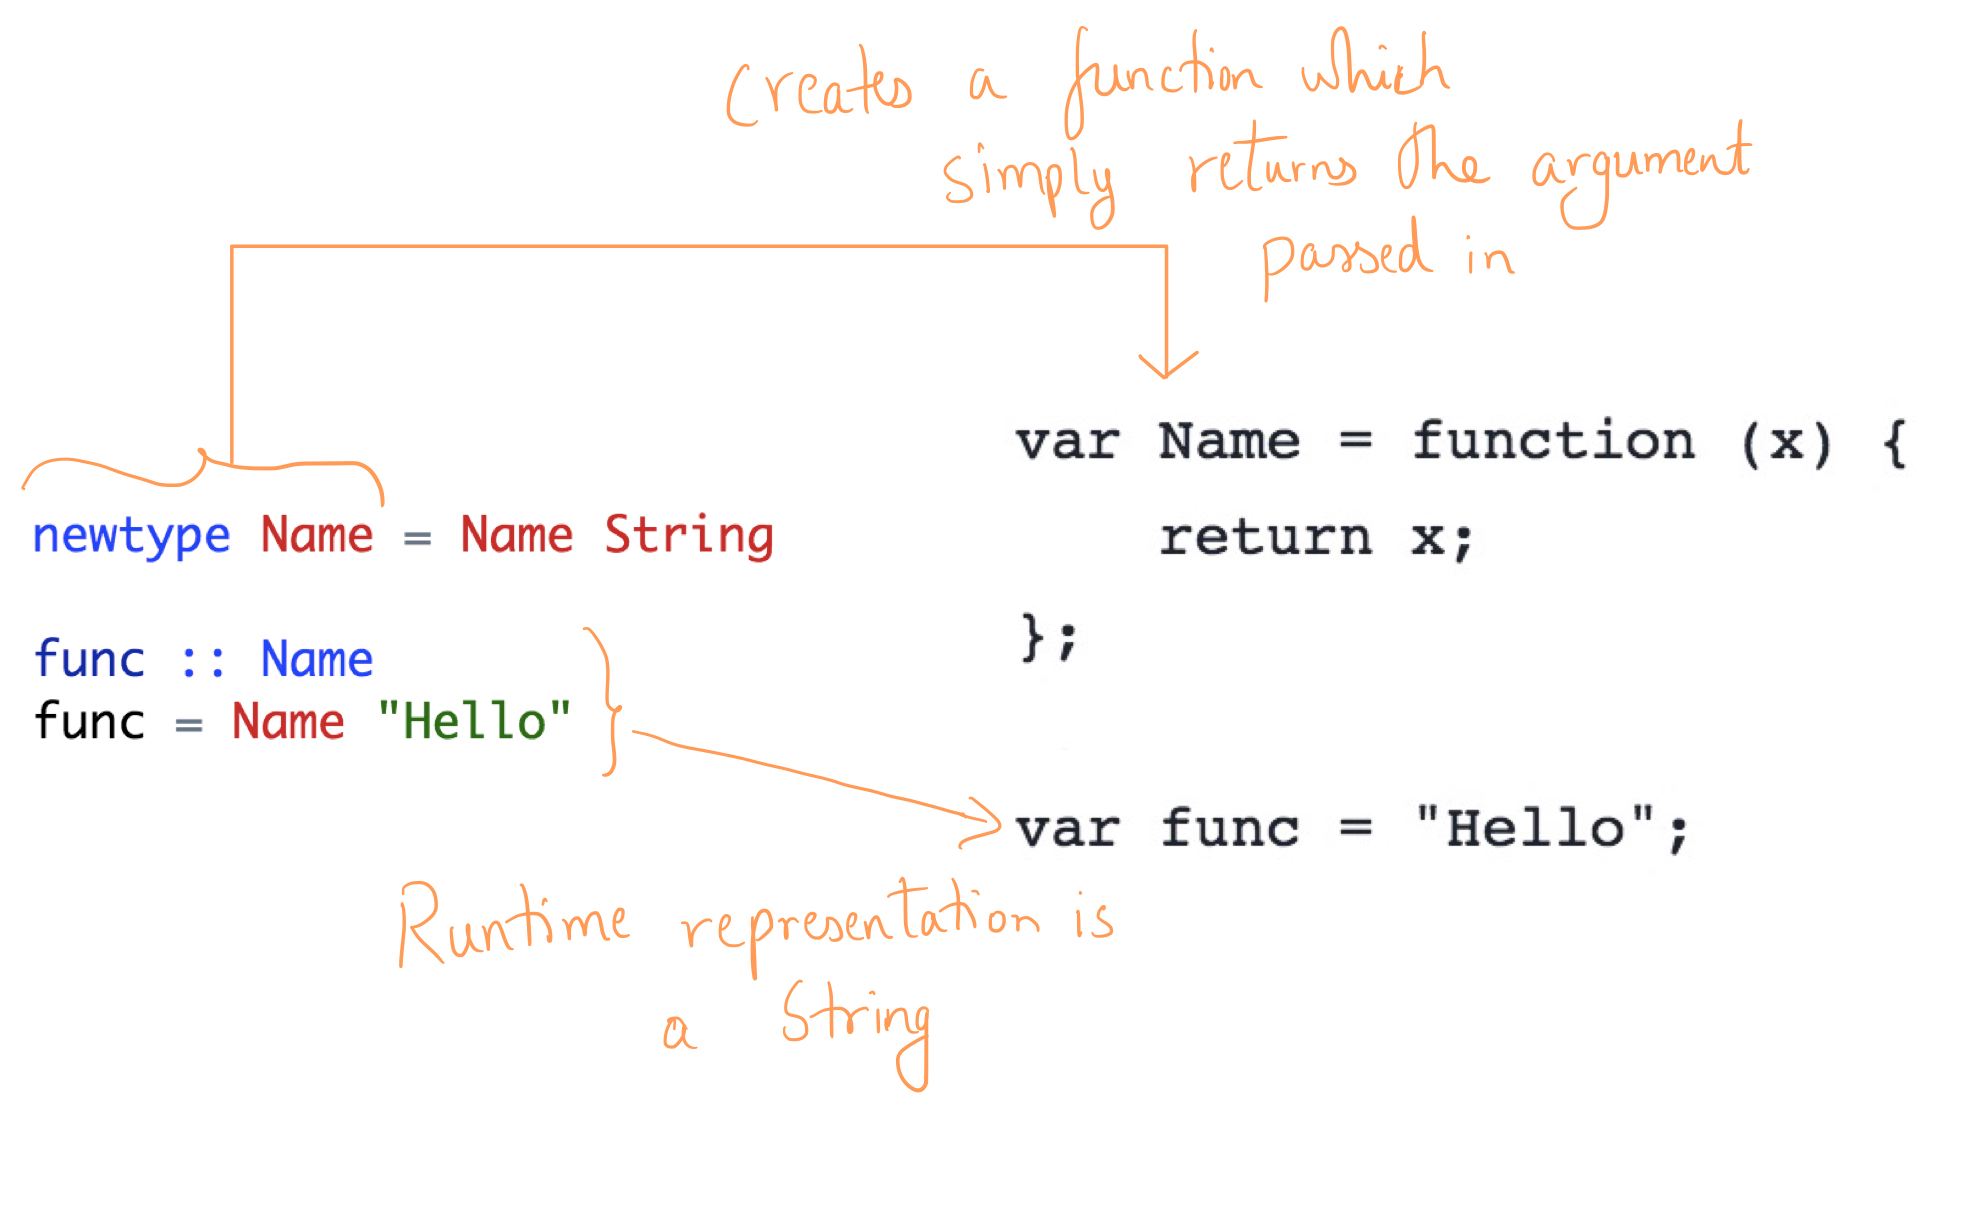 creates a function which
simply returns the argument
passed in
newtype Name = Name String
func :: Name
func = Name "Hello"
var Name = function (x) {
return x;
};
var func = "Hello";
Runtime representation is
a String